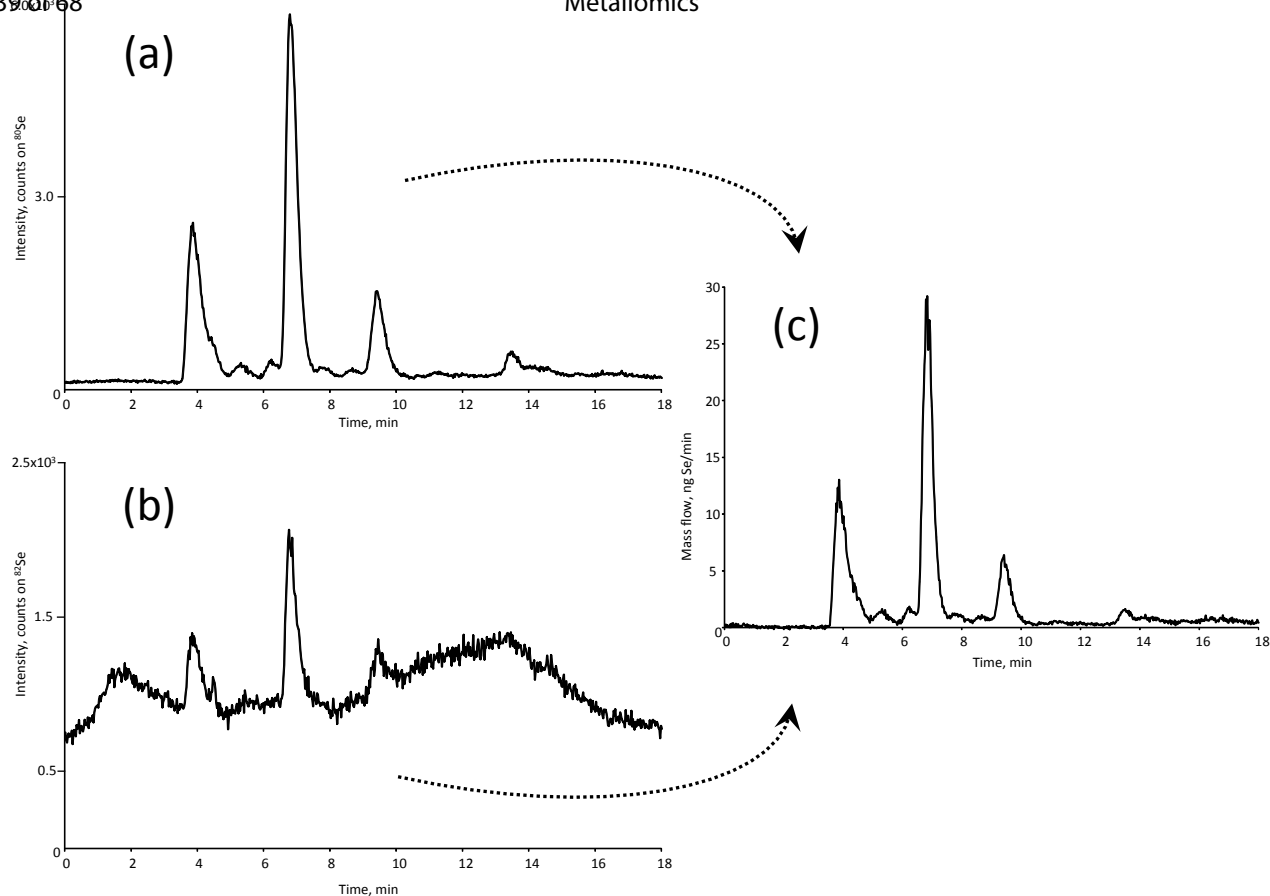 Metallomics
(a)
Intensity, counts on ⁸⁰Se
3.0
0
0 2 4 6 8 10 12 14 16 18
Time, min
(b)
2.5x10³
Intensity, counts on ⁸²Se
1.5
0.5
0
0 2 4 6 8 10 12 14 16 18
Time, min
(c)
Mass flow, ng Se/min
30
25
20
15
10
5
0
0 2 4 6 8 10 12 14 16 18
Time, min